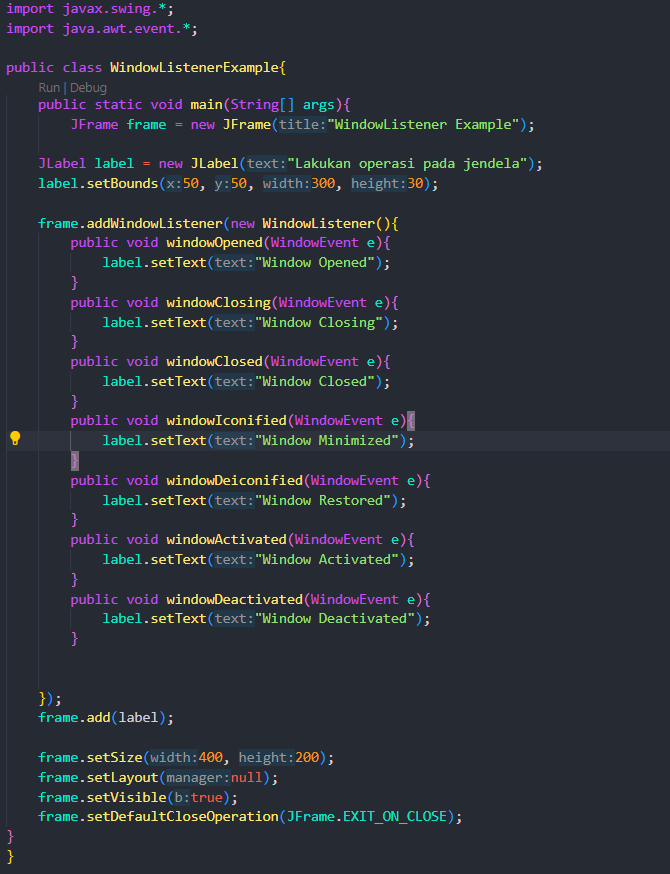 import javax.swing.*;
import java.awt.event.*;
public class WindowListenerExample{
Run | Debug
public static void main(String[] args){
JFrame frame = new JFrame(title:"WindowListener Example");
JLabel label = new JLabel(text:"Lakukan operasi pada jendela");
label.setBounds(x:50, y:50, width:300, height:30);
frame.addWindowListener(new WindowListener(){
public void windowOpened(WindowEvent e){
label.setText(text:"Window Opened");
}
public void windowClosing(WindowEvent e){
label.setText(text:"Window Closing");
}
public void windowClosed(WindowEvent e){
label.setText(text:"Window Closed");
}
public void windowIconified(WindowEvent e){
label.setText(text:"Window Minimized");
}
public void windowDeiconified(WindowEvent e){
label.setText(text:"Window Restored");
}
public void windowActivated(WindowEvent e){
label.setText(text:"Window Activated");
}
public void windowDeactivated(WindowEvent e){
label.setText(text:"Window Deactivated");
}
});
frame.add(label);
frame.setSize(width:400, height:200);
frame.setLayout(manager:null);
frame.setVisible(b:true);
frame.setDefaultCloseOperation(JFrame.EXIT_ON_CLOSE);
}
}